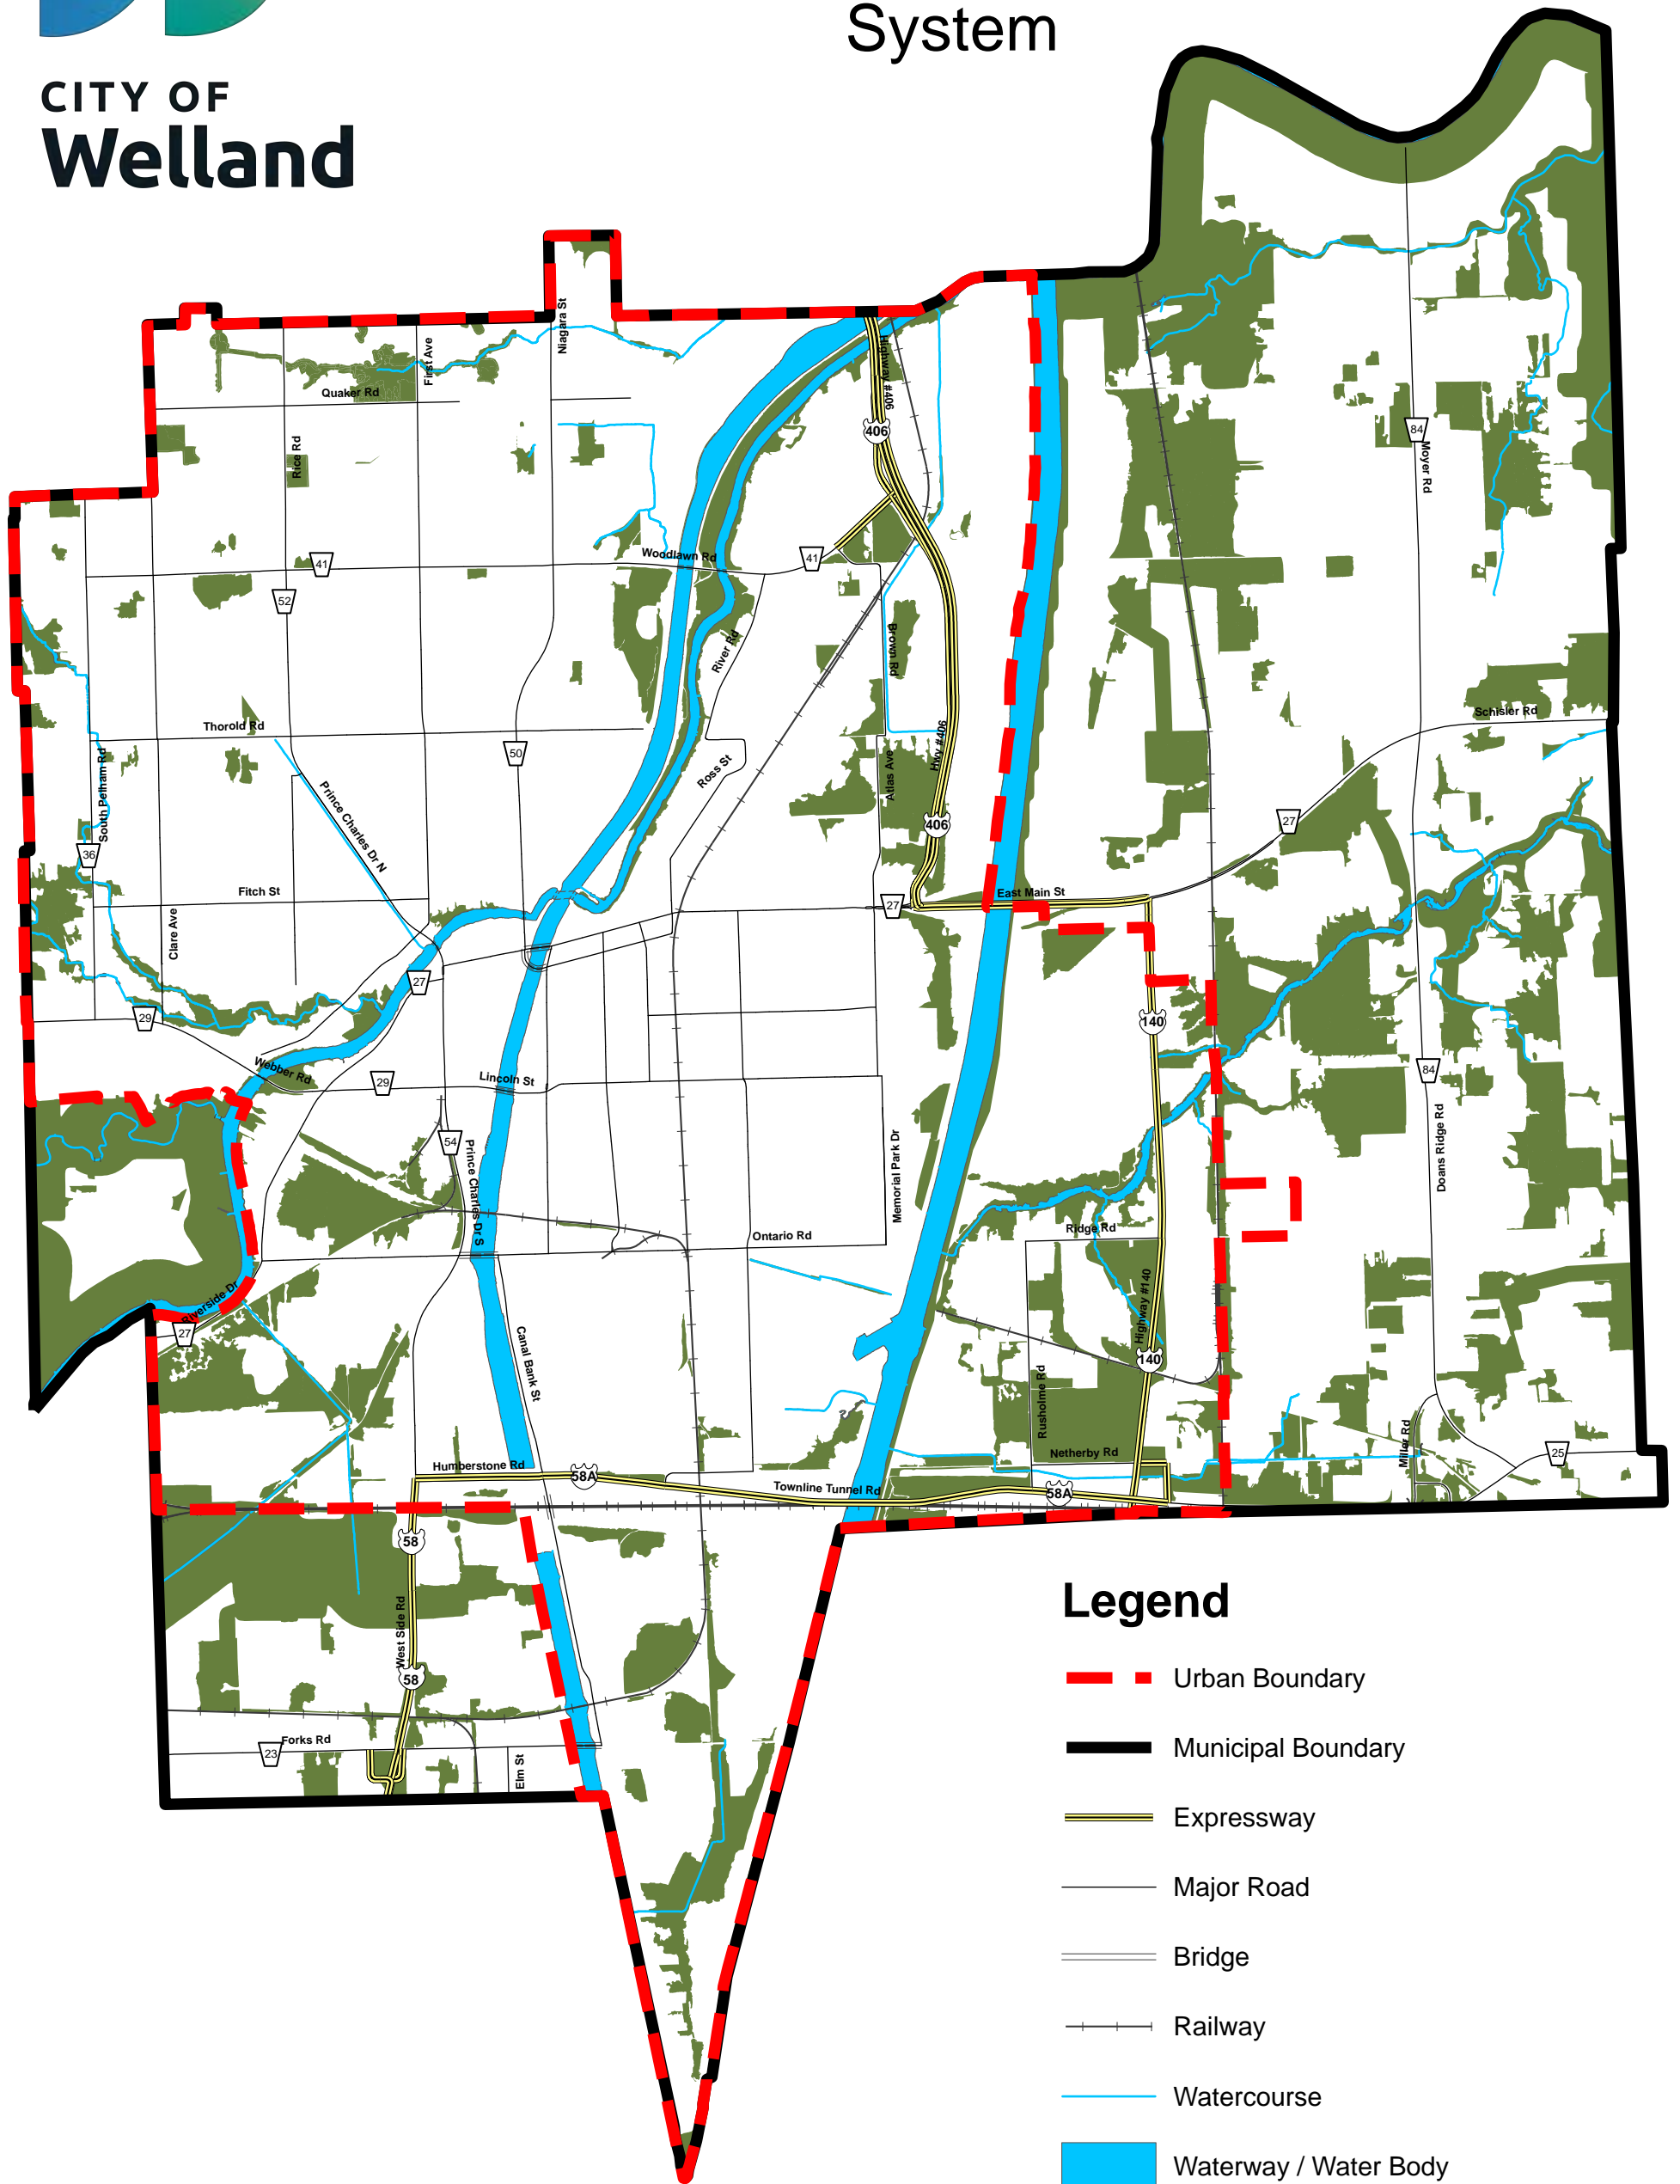 System
CITY OF
Welland
Niagara St
First Ave
Quaker Rd
Rice Rd
Highway #406
406
84
Moyer Rd
Woodlawn Rd
41
41
52
River Rd
Brown Rd
Schisler Rd
Thorold Rd
50
South Pelham Rd
Ross St
Atlas Ave
Hwy #406
Prince Charles Dr N
406
27
36
Fitch St
East Main St
27
Clare Ave
27
29
140
Webber Rd
29
Lincoln St
84
54
Prince Charles Dr S
Memorial Park Dr
Doans Ridge Rd
Ridge Rd
Ontario Rd
Riverside Dr
27
Highway #140
Canal Bank St
140
Rusholme Rd
Miller Rd
Netherby Rd
25
Humberstone Rd
58A
Townline Tunnel Rd
58A
58
West Side Rd
58
Forks Rd
23
Elm St
Legend
Urban Boundary
Municipal Boundary
Expressway
Major Road
Bridge
Railway
Watercourse
Waterway / Water Body